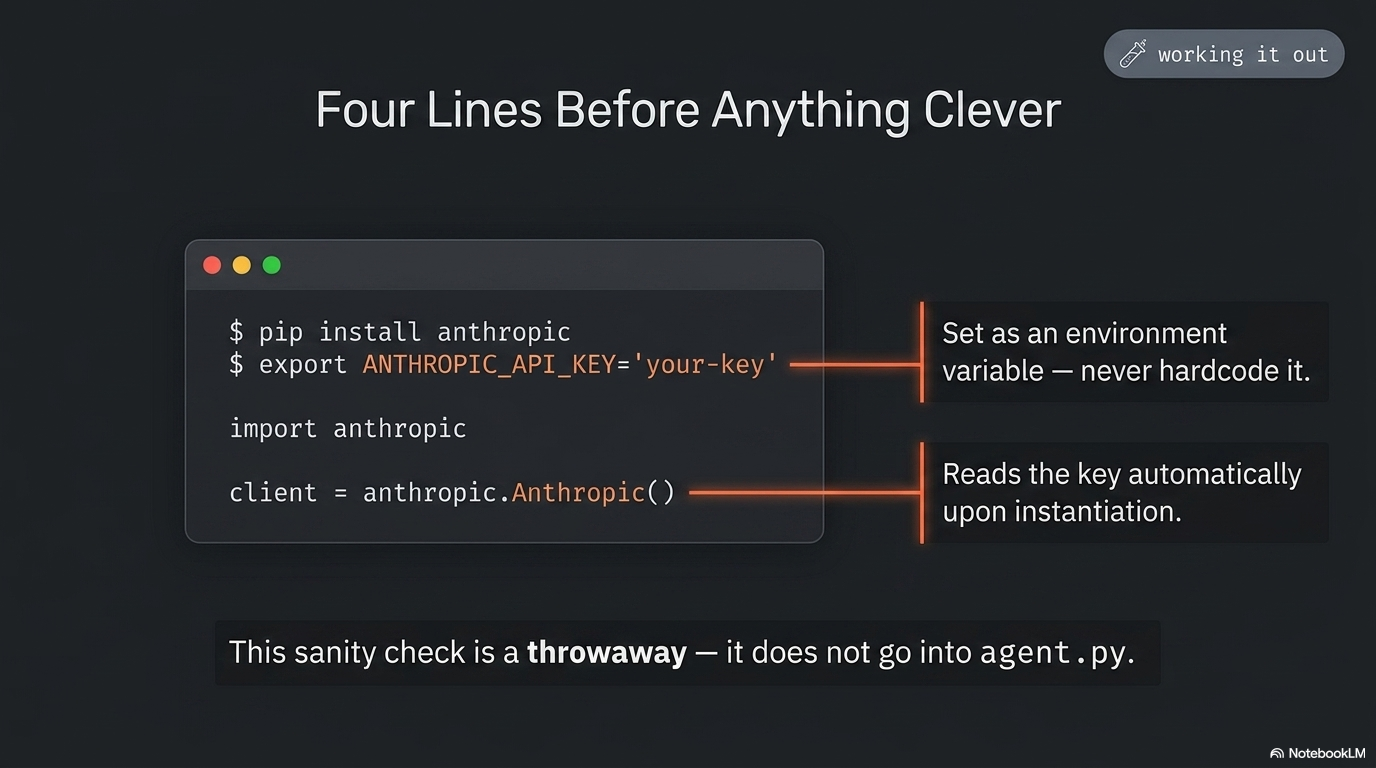 working it out
Four Lines Before Anything Clever
$ pip install anthropic
$ export ANTHROPIC_API_KEY='your-key'
import anthropic
client = anthropic.Anthropic()
Set as an environment
variable — never hardcode it.
Reads the key automatically
upon instantiation.
This sanity check is a throwaway — it does not go into agent.py.
NotebookLM